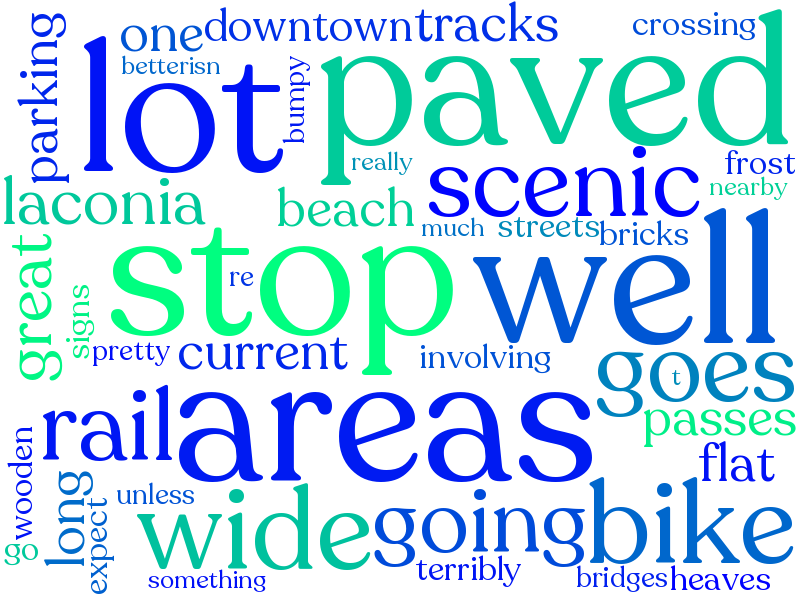 parking
one
downtown
tracks
crossing
betterisn
lot
bumpy
paved
really
scenic
frost
nearby
laconia
beach
much
streets
bricks
great
signs
stop
re
well
pretty
current
involving
goes
t
rail
areas
passes
flat
wooden
long
expect
unless
wide
going
bike
go
something
terribly
bridges
heaves